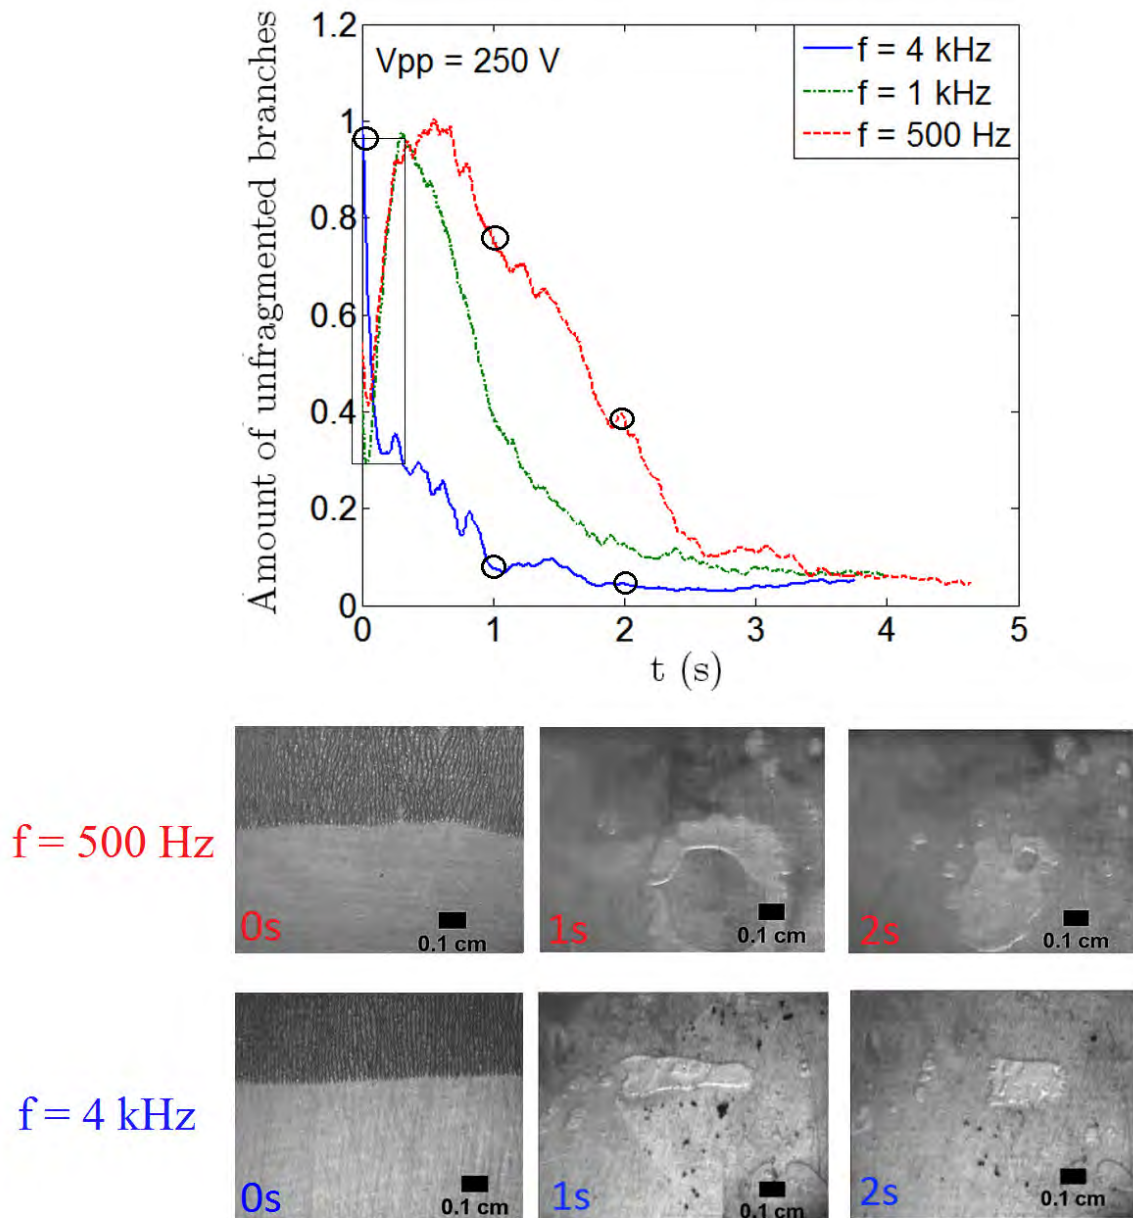 1.2
Vpp = 250 V
f = 4 kHz
f = 1 kHz
f = 500 Hz
1
0.8
0.6
0.4
0.2
0
Amount of unfragmented branches
0 1 2 3 4 5
t (s)
f = 500 Hz
0s
0.1 cm
1s
0.1 cm
2s
0.1 cm
f = 4 kHz
0s
0.1 cm
1s
0.1 cm
2s
0.1 cm